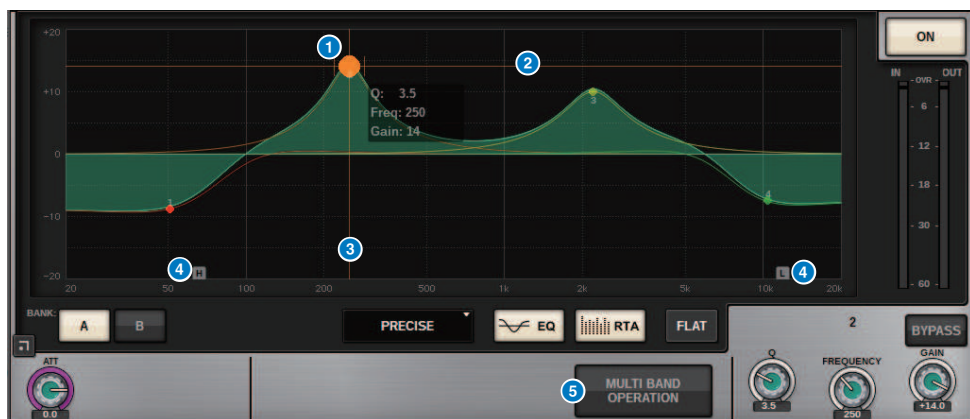 +20
1
ON
2
IN OVR OUT
+10
Q: 3.5
Freq: 250
Gain: 14
3
6
12
0
18
1
4
-10
30
3
4 H
L 4
-20
60
20 50 100 200 500 1k 2k 5k 10k 20k
BANK:
A B PRECISE EQ RTA FLAT
2
BYPASS
ATT
Q FREQUENCY GAIN
5 MULTI BAND
OPERATION
0.0
3.5 250 +14.0